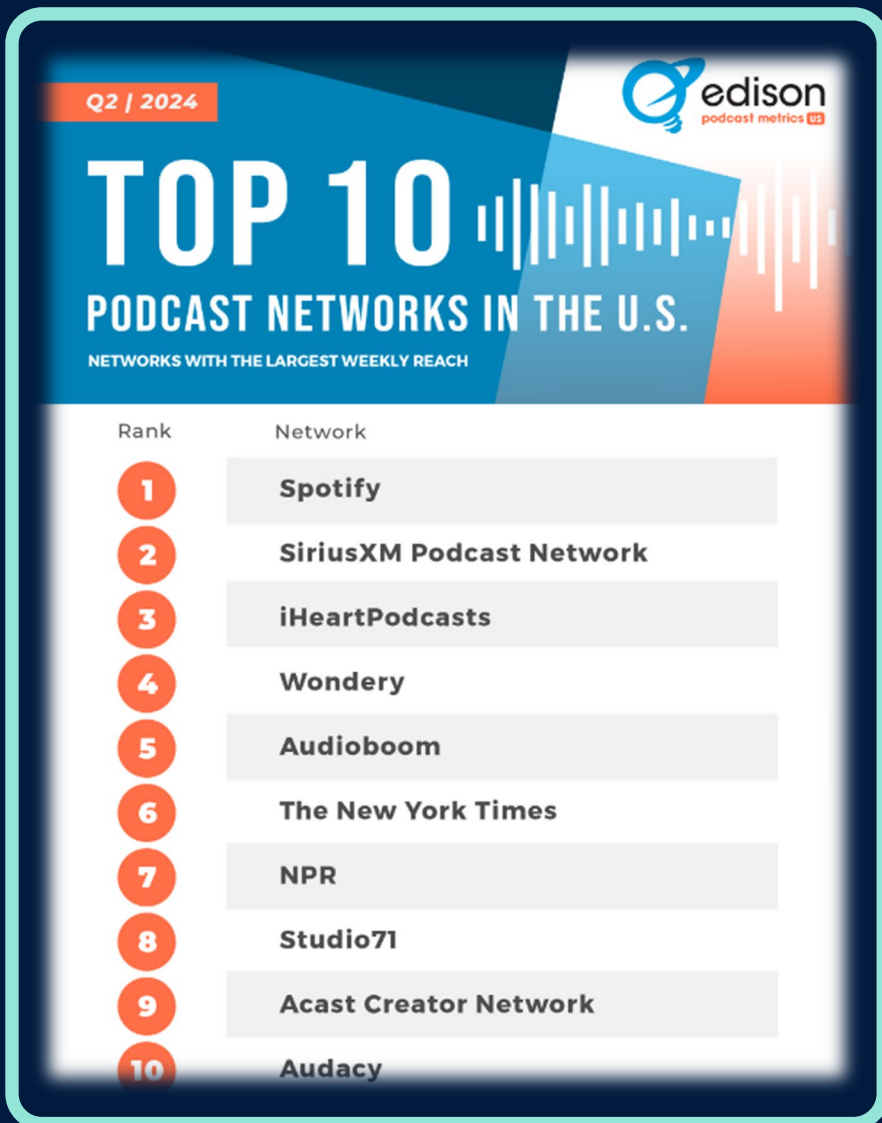 Q2 | 2024
edison
podcast metrics US
TOP 10
PODCAST NETWORKS IN THE U.S.
NETWORKS WITH THE LARGEST WEEKLY REACH
Rank Network
1 Spotify
2 SiriusXM Podcast Network
3 iHeartPodcasts
4 Wondery
5 Audioboom
6 The New York Times
7 NPR
8 Studio71
9 Acast Creator Network
10 Audacy